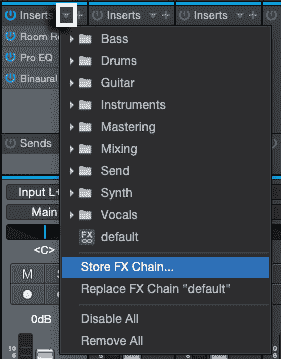 Inserts Inserts Inserts
Room Re
Pro EQ
Binaural
Sends
Input L+
Main
<C>
M
0dB
Bass
Drums
Guitar
Instruments
Mastering
Mixing
Send
Synth
Vocals
FX default
Store FX Chain...
Replace FX Chain "default"
Disable All
Remove All